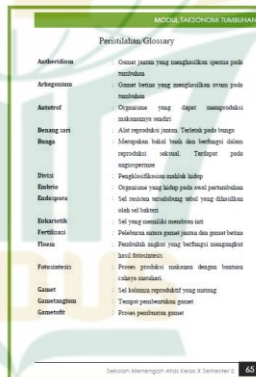 MODUL TAKSONOMI TUMBUHAN
Peristilahan/Glossary
Antheridium : Gamet jantan yang menghasilkan sperma pada
tumbuhan
Arkegonium : Gamet betina yang menghasilkan ovum pada
tumbuhan
Autotrof : Organisme yang dapat memproduksi
makanannya sendiri
Benang sari : Alat reproduksi jantan. Terletak pada bunga
Bunga : Merupakan bakal buah dan berfungsi dalam
reproduksi seksual. Terdapat pada
angiospermae
Divisi : Pengklasifikasian makhluk hidup
Embrio : Organisme yang hidup pada awal pertumbuhan
Endospora : Sel resisten terselubung tebal yang dihasilkan
oleh sel bakteri
Eukariotik : Sel yang memiliki membran inti
Fertilisasi : Peleburan antara gamet jantan dan gamet betina
Floem : Pembuluh angkut yang berfungsi mengangkut
hasil fotosintesis
Fotosintesis : Proses produksi makanan dengan bantuan
cahaya matahari.
Gamet : Sel kelamin reproduktif yang matang
Gametangium : Tempat pembentukan gamet
Gametofit : Proses pembuatan gamet
Sekolah Menengah Atas Kelas X Semester II 65